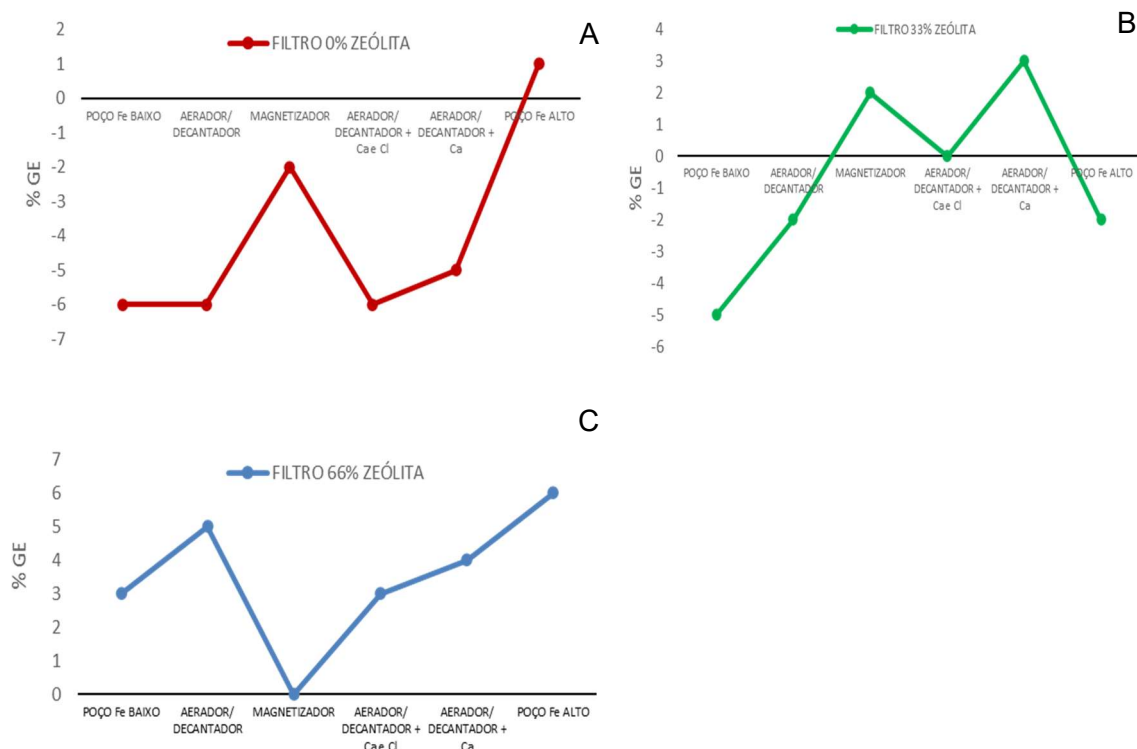 A
FILTRO 0% ZEÓLITA
% GE
2
1
0
-1
-2
-3
-4
-5
-6
-7
POÇO Fe BAIXO
AERADOR/
DECANTADOR
MAGNETIZADOR
AERADOR/
DECANTADOR +
Ca e Cl
AERADOR/
DECANTADOR +
Ca
POÇO Fe ALTO
B
FILTRO 33% ZEÓLITA
% GE
4
3
2
1
0
-1
-2
-3
-4
-5
-6
POÇO Fe BAIXO
AERADOR/
DECANTADOR
MAGNETIZADOR
AERADOR/
DECANTADOR +
Ca e Cl
AERADOR/
DECANTADOR +
Ca
POÇO Fe ALTO
C
FILTRO 66% ZEÓLITA
% GE
7
6
5
4
3
2
1
0
POÇO Fe BAIXO
AERADOR/
DECANTADOR
MAGNETIZADOR
AERADOR/
DECANTADOR +
Ca e Cl
AERADOR/
DECANTADOR +
Ca
POÇO Fe ALTO